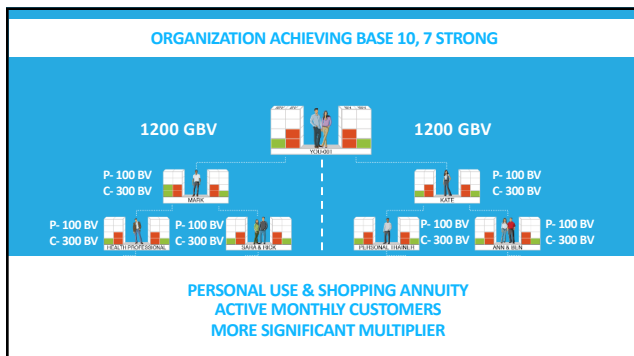 ORGANIZATION ACHIEVING BASE 10, 7 STRONG
1200 GBV
1200 GBV
P- 100 BV
C- 300 BV
MARK
P- 100 BV
C- 300 BV
KATE
P- 100 BV
C- 300 BV
HEALTH PROFESSIONAL
P- 100 BV
C- 300 BV
SARA & RICK
PERSONAL TRAINER
P- 100 BV
C- 300 BV
ANN & BEN
P- 100 BV
C- 300 BV
PERSONAL USE & SHOPPING ANNUITY
ACTIVE MONTHLY CUSTOMERS
MORE SIGNIFICANT MULTIPLIER